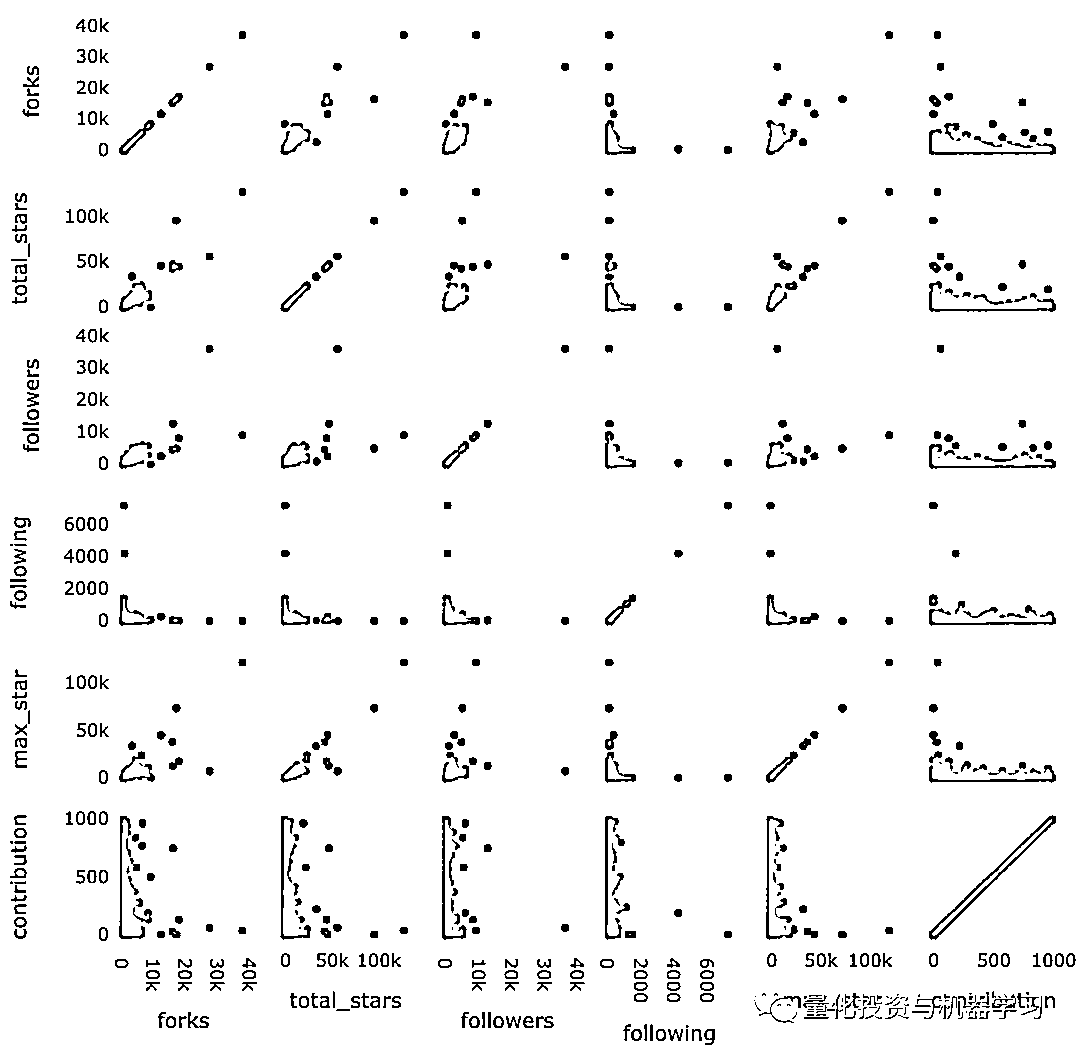 forks
40k
30k
20k
10k
0
total_stars
100k
50k
0
followers
40k
30k
20k
10k
0
following
6000
4000
2000
0
max_star
100k
50k
0
contribution
1000
500
0
0 10k 20k 30k 40k
0 50k 100k
0 10k 20k 30k 40k
0 2000 4000 6000
0 50k 100k
0 500 1000
forks
total_stars
followers
following
contribution
量化投资与机器学习